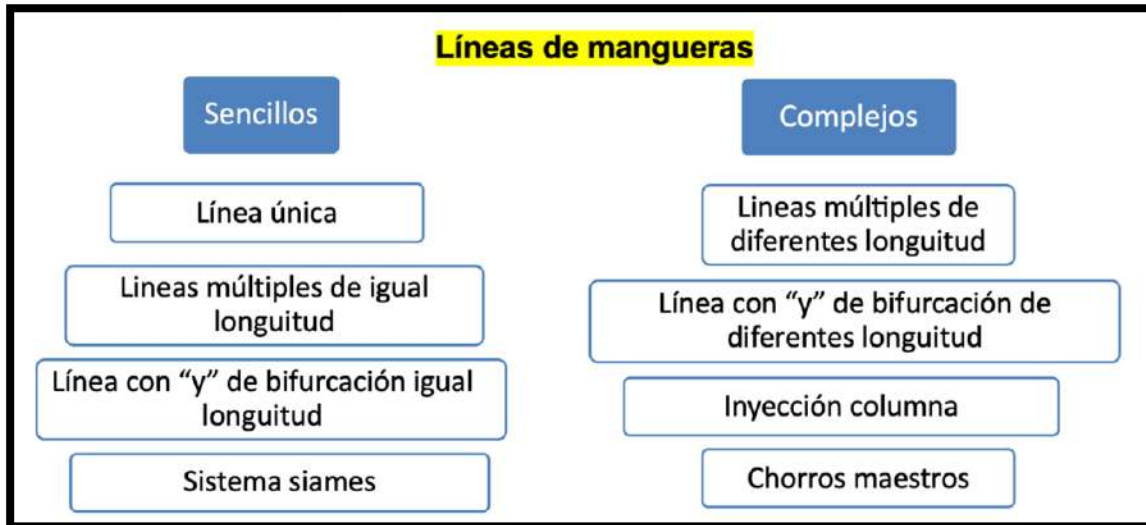 Líneas de mangueras
Sencillos
Línea única
Lineas múltiples de igual
longuitud
Línea con “y” de bifurcación igual
longuitud
Sistema siames
Complejos
Lineas múltiples de
diferentes longuitud
Línea con “y” de bifurcación de
diferentes longuitud
Inyección columna
Chorros maestros